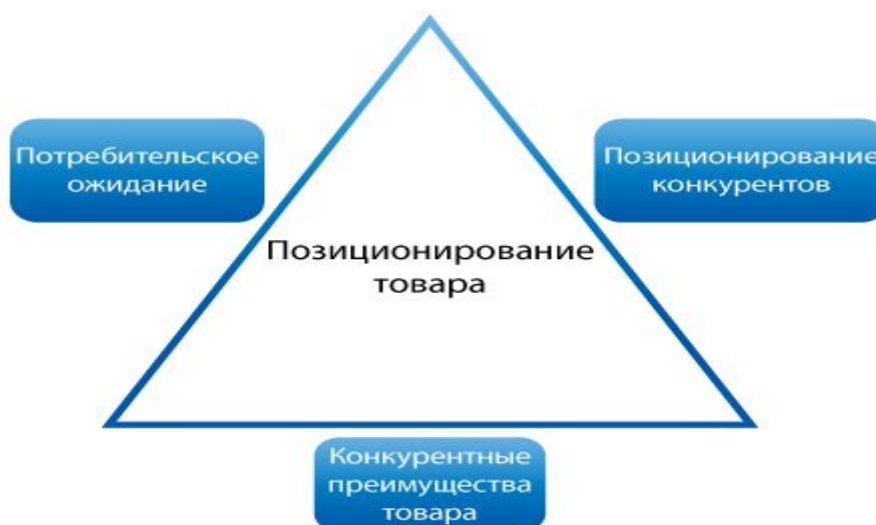 Потребительское
ожидание
Позиционирование
конкурентов
Позиционирование
товара
Конкурентные
преимущества
товара